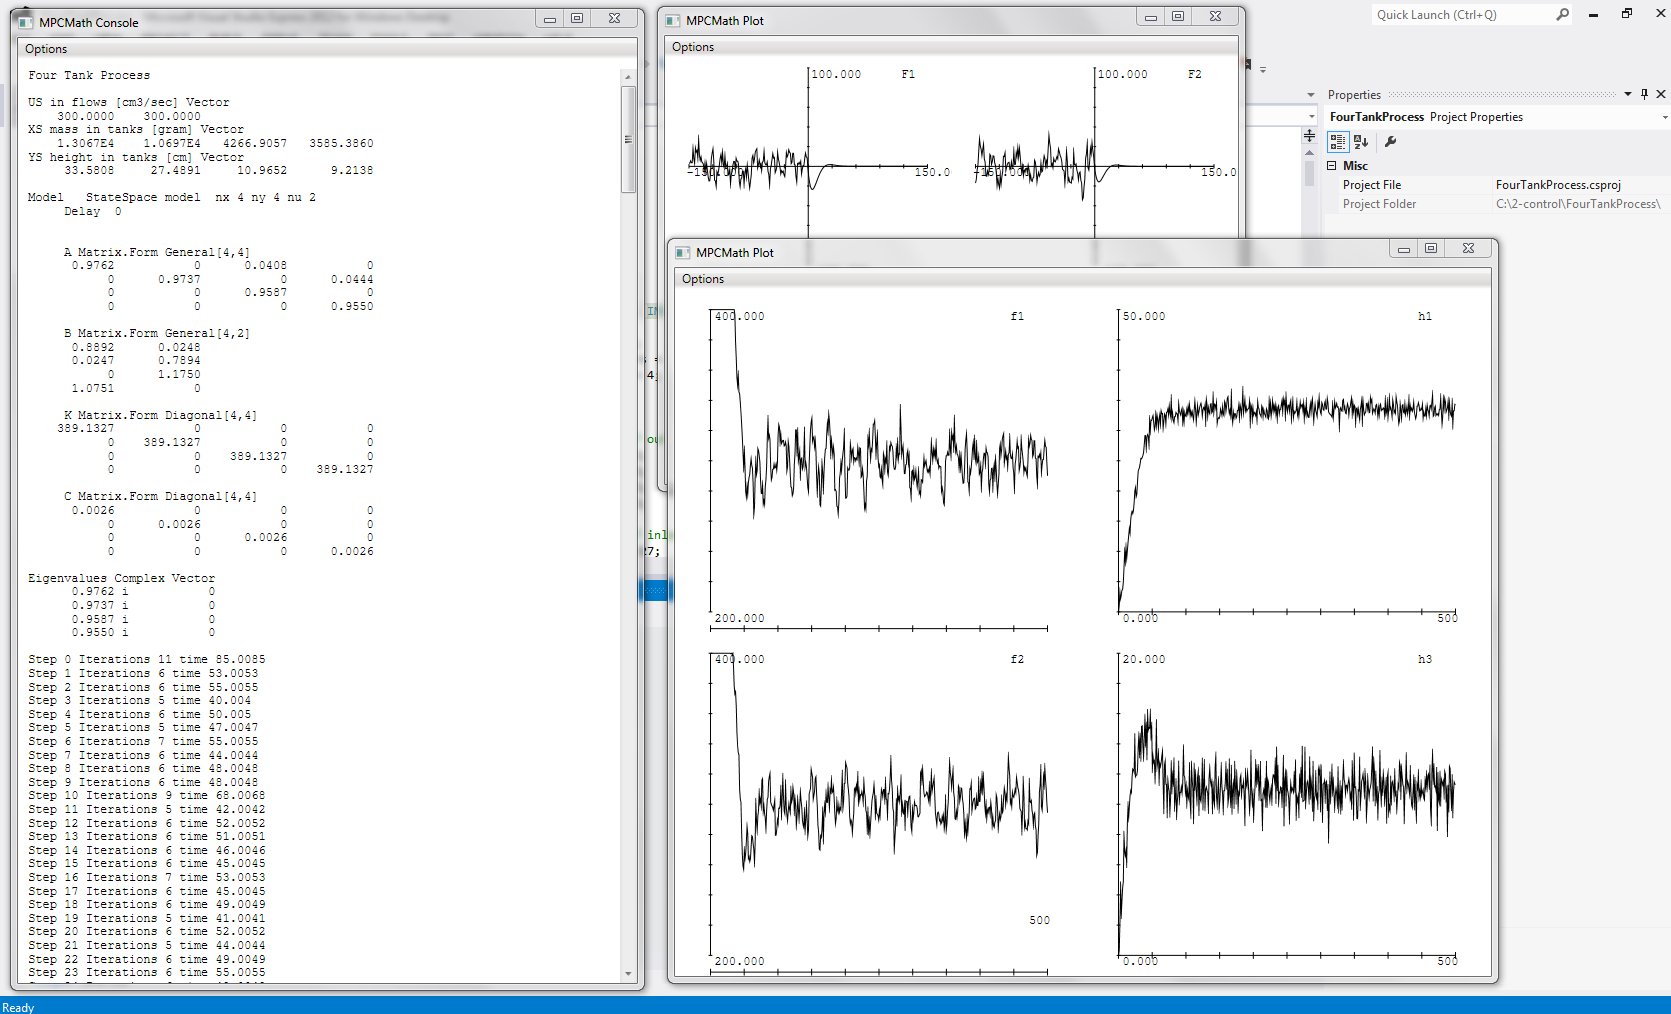 MPCMath Console
Options
Four Tank Process
US in flows [cm3/sec] Vector
300.0000 300.0000
XS mass in tanks [gram] Vector
1.3067E4 1.0697E4 4266.9057 3585.3860
YS height in tanks [cm] Vector
33.5808 27.4891 10.9652 9.2138
Model StateSpace model nx 4 ny 4 nu 2
Delay 0
A Matrix.Form General[4,4]
0.9762 0 0.0408 0
0 0.9737 0 0.0444
0 0 0.9587 0
0 0 0 0.9550
B Matrix.Form General[4,2]
0.8892 0.0248
0.0247 0.7894
0 1.1750
1.0751 0
K Matrix.Form Diagonal[4,4]
389.1327 0 0 0
0 389.1327 0 0
0 0 389.1327 0
0 0 0 389.1327
C Matrix.Form Diagonal[4,4]
0.0026 0 0 0
0 0.0026 0 0
0 0 0.0026 0
0 0 0 0.0026
Eigenvalues Complex Vector
0.9762 i 0
0.9737 i 0
0.9587 i 0
0.9550 i 0
Step 0 Iterations 11 time 85.0085
Step 1 Iterations 6 time 53.0053
Step 2 Iterations 6 time 55.0055
Step 3 Iterations 5 time 40.004
Step 4 Iterations 6 time 50.005
Step 5 Iterations 5 time 47.0047
Step 6 Iterations 7 time 55.0055
Step 7 Iterations 6 time 44.0044
Step 8 Iterations 6 time 48.0048
Step 9 Iterations 6 time 48.0048
Step 10 Iterations 9 time 68.0068
Step 11 Iterations 5 time 42.0042
Step 12 Iterations 6 time 52.0052
Step 13 Iterations 6 time 51.0051
Step 14 Iterations 6 time 46.0046
Step 15 Iterations 6 time 45.0045
Step 16 Iterations 7 time 53.0053
Step 17 Iterations 6 time 45.0045
Step 18 Iterations 6 time 49.0049
Step 19 Iterations 5 time 41.0041
Step 20 Iterations 6 time 52.0052
Step 21 Iterations 5 time 44.0044
Step 22 Iterations 6 time 49.0049
Step 23 Iterations 6 time 55.0055
MPCMath Plot
Options
100.000 F1
-150.000 150.0
100.000 F2
-150.000 150.0
MPCMath Plot
Options
400.000 f1
200.000
50.000 h1
0.000 500
400.000 f2
500
200.000
20.000 h3
0.000 500
Quick Launch (Ctrl+Q)
Properties
FourTankProcess Project Properties
Misc
Project File FourTankProcess.csproj
Project Folder C:\2-control\FourTankProcess\
Ready